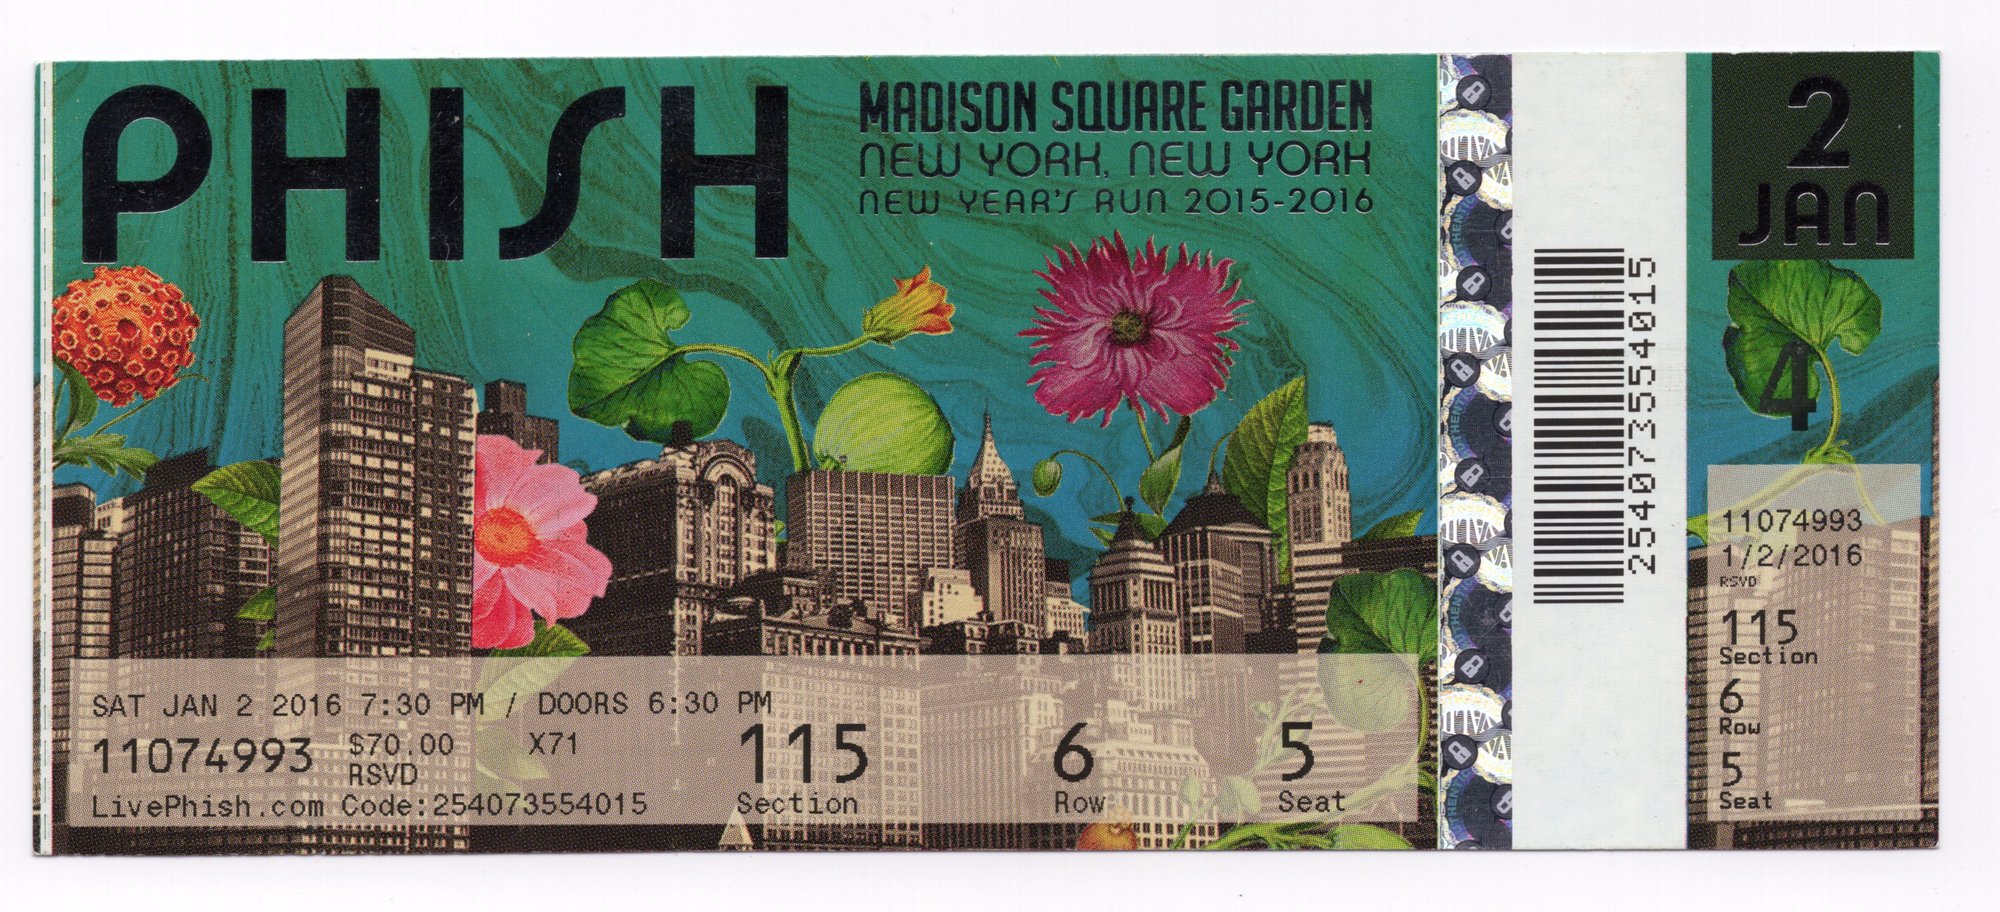 PHISH
MADISON SQUARE GARDEN
NEW YORK, NEW YORK
NEW YEAR'S RUN 2015-2016
SAT JAN 2 2016 7:30 PM / DOORS 6:30 PM
11074993
$70.00
RSVD
X71
115
Section
6
Row
5
Seat
LivePhish.com Code:254073554015
254073554015
2
JAN
4
11074993
1/2/2016
RSVD
115
Section
6
Row
5
Seat